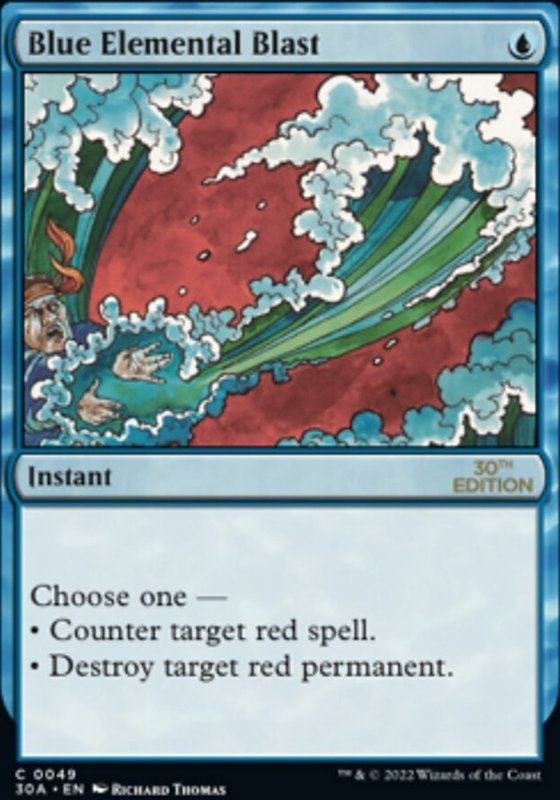 Blue Elemental Blast
Instant
30TH
EDITION
Choose one —
• Counter target red spell.
• Destroy target red permanent.
C 0049
30A • EN RICHARD THOMAS
™ & © 2022 Wizards of the Coast